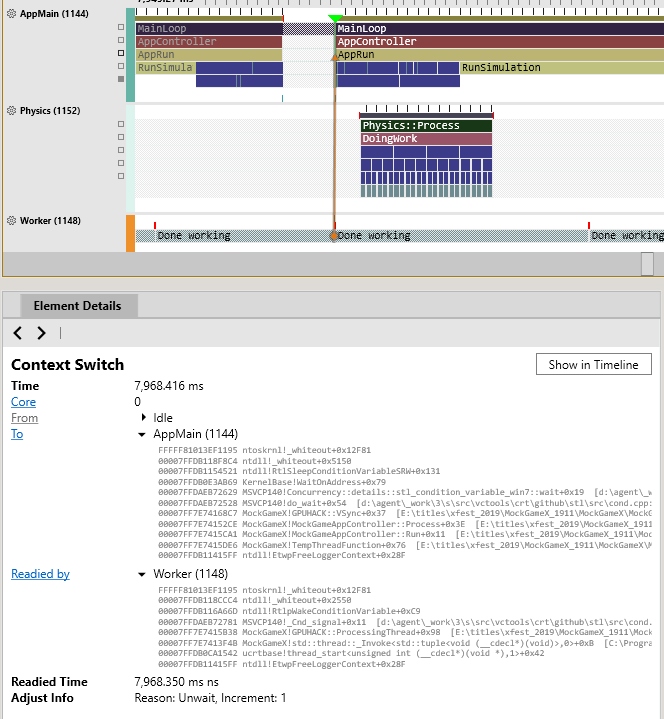 AppMain (1144)
MainLoop
MainLoop
AppController
AppController
AppRun
AppRun
RunSimula
RunSimulation
Physics (1152)
Physics::Process
DoingWork
Worker (1148)
Done working
Done working
Done working
Element Details
Context Switch
Show in Timeline
Time 7,968.416 ms
Core 0
From Idle
To AppMain (1144)
FFFFF81013EF1195 ntoskrnl!_whiteout+0x12F81
00007FFDB118F8C4 ntdll!_whiteout+0x5150
00007FFDB1154521 ntdll!RtlSleepConditionVariableSRW+0x131
00007FFDB0E3AB69 KernelBase!WaitOnAddress+0x79
00007FFDAEB72629 MSVCP140!Concurrency::details::stl_condition_variable_win7::wait+0x19 [d:\agent\_w
00007FFDAEB72528 MSVCP140!do_wait+0x54 [d:\agent\_work\3\s\src\vctools\crt\github\stl\src\cond.cpp:
00007FF7E74168C7 MockGameX!GPUHACK::VSync+0x37 [E:\titles\xfest_2019\MockGameX_1911\MockGameX\Mock
00007FF7E74152CE MockGameX!MockGameAppController::Process+0x3E [E:\titles\xfest_2019\MockGameX_1911
00007FF7E7415CA1 MockGameX!MockGameAppController::Run+0x11 [E:\titles\xfest_2019\MockGameX_1911\Moc
00007FF7E7415DE6 MockGameX!TempThreadFunction+0x76 [E:\titles\xfest_2019\MockGameX_1911\MockGameX\M
00007FFDB11415FF ntdll!EtwpFreeLoggerContext+0x28F
Readied by Worker (1148)
FFFFF81013EF1195 ntoskrnl!_whiteout+0x12F81
00007FFDB118CCC4 ntdll!_whiteout+0x2550
00007FFDB116A66D ntdll!RtlpWakeConditionVariable+0xC9
00007FFDAEB72781 MSVCP140!_Cnd_signal+0x11 [d:\agent\_work\3\s\src\vctools\crt\github\stl\src\cond.
00007FF7E7415B38 MockGameX!GPUHACK::ProcessingThread+0x98 [E:\titles\xfest_2019\MockGameX_1911\Mock
00007FF7E7413F4B MockGameX!std::thread::_Invoke<std::tuple<void (__cdecl*)(void)>,0>+0xB [C:\Progra
00007FFDB0CA1542 ucrtbase!thread_start<unsigned int (__cdecl*)(void *),1>+0x42
00007FFDB11415FF ntdll!EtwpFreeLoggerContext+0x28F
Readied Time 7,968.350 ms ns
Adjust Info Reason: Unwait, Increment: 1